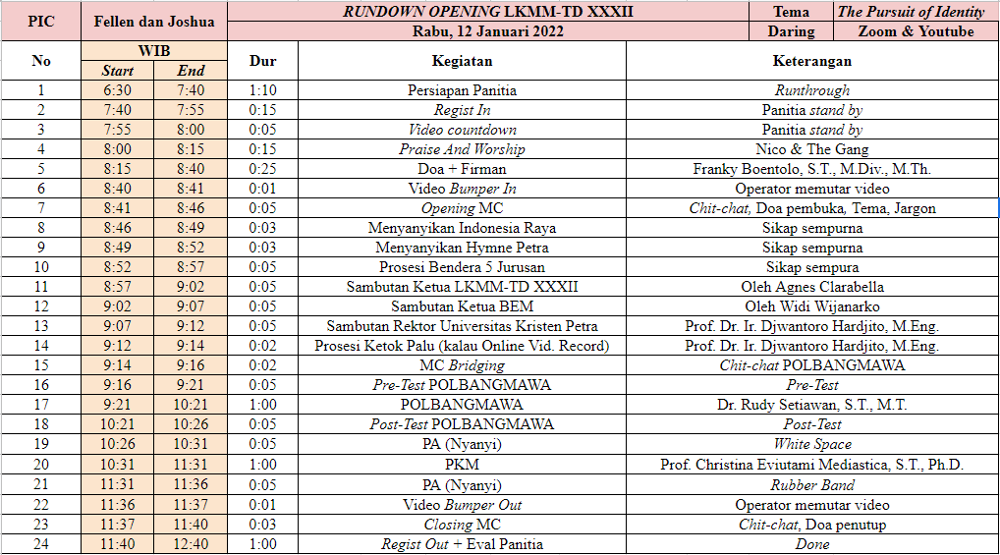 PIC Fellen dan Joshua RUNDOWN OPENING LKMM-TD XXXII Tema The Pursuit of Identity
Rabu, 12 Januari 2022 Daring Zoom & Youtube
No WIB Dur Kegiatan Keterangan
Start End
1 6:30 7:40 1:10 Persiapan Panitia Runthrough
2 7:40 7:55 0:15 Regist In Panitia stand by
3 7:55 8:00 0:05 Video countdown Panitia stand by
4 8:00 8:15 0:15 Praise And Worship Nico & The Gang
5 8:15 8:40 0:25 Doa + Firman Franky Boentolo, S.T., M.Div., M.Th.
6 8:40 8:41 0:01 Video Bumper In Operator memutar video
7 8:41 8:46 0:05 Opening MC Chit-chat, Doa pembuka, Tema, Jargon
8 8:46 8:49 0:03 Menyanyikan Indonesia Raya Sikap sempurna
9 8:49 8:52 0:03 Menyanyikan Hymne Petra Sikap sempurna
10 8:52 8:57 0:05 Prosesi Bendera 5 Jurusan Sikap sempura
11 8:57 9:02 0:05 Sambutan Ketua LKMM-TD XXXII Oleh Agnes Clarabella
12 9:02 9:07 0:05 Sambutan Ketua BEM Oleh Widi Wijanarko
13 9:07 9:12 0:05 Sambutan Rektor Universitas Kristen Petra Prof. Dr. Ir. Djwantoro Hardjito, M.Eng.
14 9:12 9:14 0:02 Prosesi Ketok Palu (kalau Online Vid. Record) Prof. Dr. Ir. Djwantoro Hardjito, M.Eng.
15 9:14 9:16 0:02 MC Bridging Chit-chat POLBANGMAWA
16 9:16 9:21 0:05 Pre-Test POLBANGMAWA Pre-Test
17 9:21 10:21 1:00 POLBANGMAWA Dr. Rudy Setiawan, S.T., M.T.
18 10:21 10:26 0:05 Post-Test POLBANGMAWA Post-Test
19 10:26 10:31 0:05 PA (Nyanyi) White Space
20 10:31 11:31 1:00 PKM Prof. Christina Eviutami Mediastica, S.T., Ph.D.
21 11:31 11:36 0:05 PA (Nyanyi) Rubber Band
22 11:36 11:37 0:01 Video Bumper Out Operator memutar video
23 11:37 11:40 0:03 Closing MC Chit-chat, Doa penutup
24 11:40 12:40 1:00 Regist Out + Eval Panitia Done